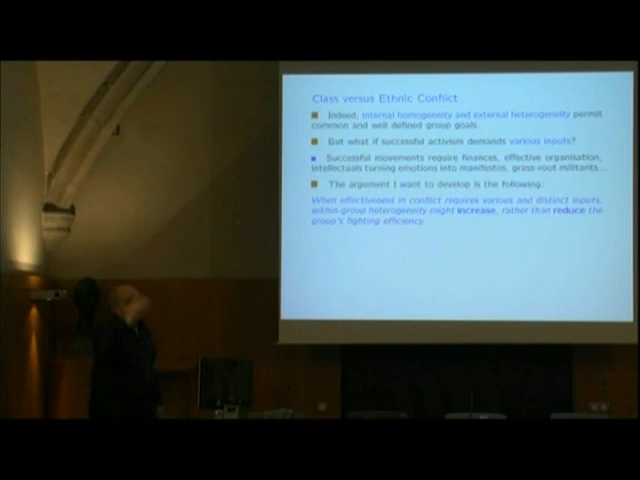 Class versus Ethnic Conflict
Indeed, internal homogeneity and external heterogeneity permit
common and well defined group goals.
But what if successful activism demands various inputs?
Successful movements require finances, effective organisation,
intellectuals turning emotions into manifestos, grass-root militants...
The argument I want to develop is the following:
When effectiveness in conflict requires various and distinct inputs,
within-group heterogeneity might increase, rather than reduce the
group's fighting efficiency.